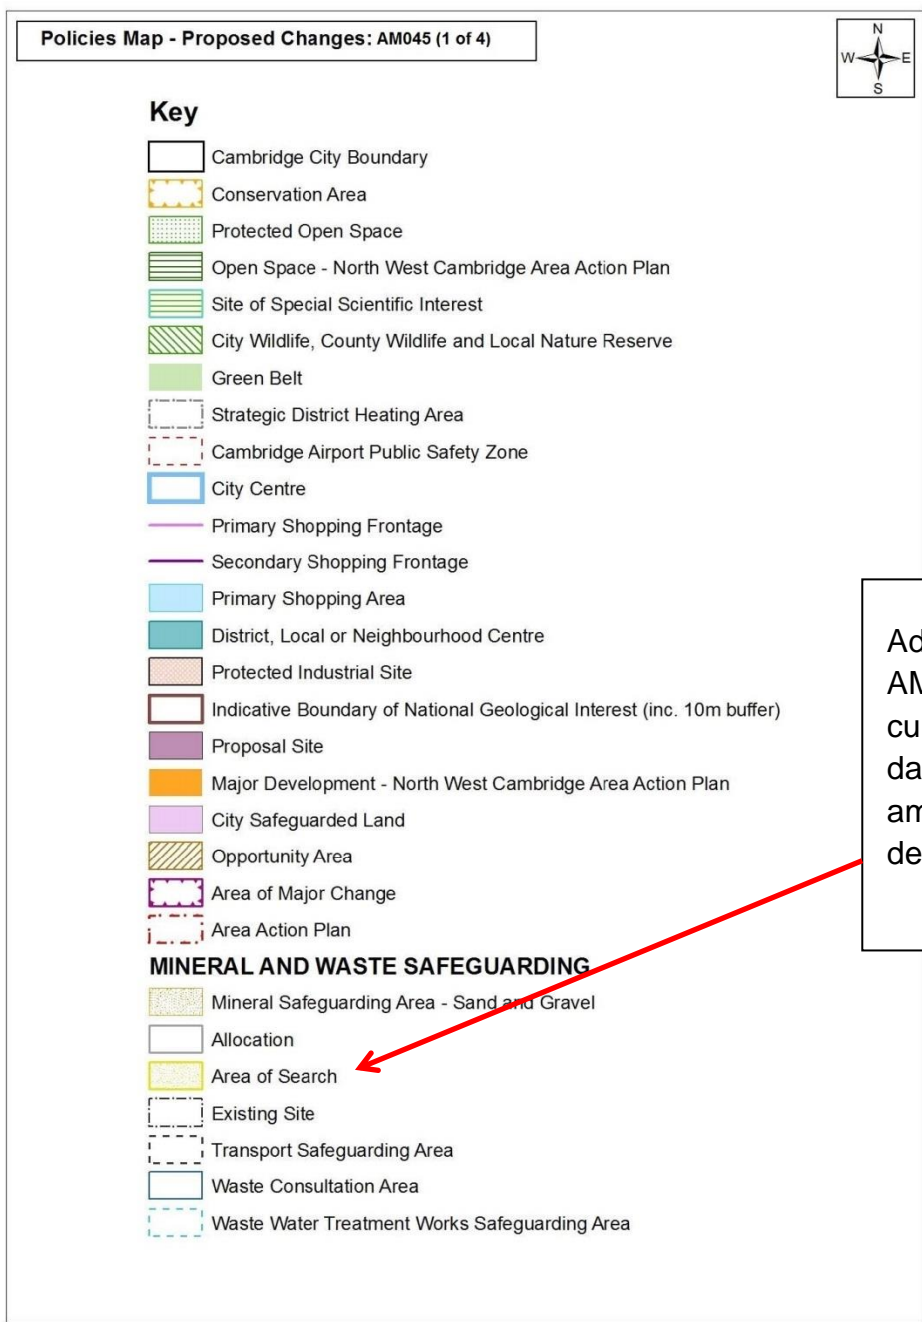 Policies Map - Proposed Changes: AM045 (1 of 4)
N
W E
S
Key
Cambridge City Boundary
Conservation Area
Protected Open Space
Open Space - North West Cambridge Area Action Plan
Site of Special Scientific Interest
City Wildlife, County Wildlife and Local Nature Reserve
Green Belt
Strategic District Heating Area
Cambridge Airport Public Safety Zone
City Centre
Primary Shopping Frontage
Secondary Shopping Frontage
Primary Shopping Area
District, Local or Neighbourhood Centre
Protected Industrial Site
Indicative Boundary of National Geological Interest (inc. 10m buffer)
Proposal Site
Major Development - North West Cambridge Area Action Plan
City Safeguarded Land
Opportunity Area
Area of Major Change
Area Action Plan
MINERAL AND WASTE SAFEGUARDING
Mineral Safeguarding Area - Sand and Gravel
Allocation
Area of Search
Existing Site
Transport Safeguarding Area
Waste Consultation Area
Waste Water Treatment Works Safeguarding Area